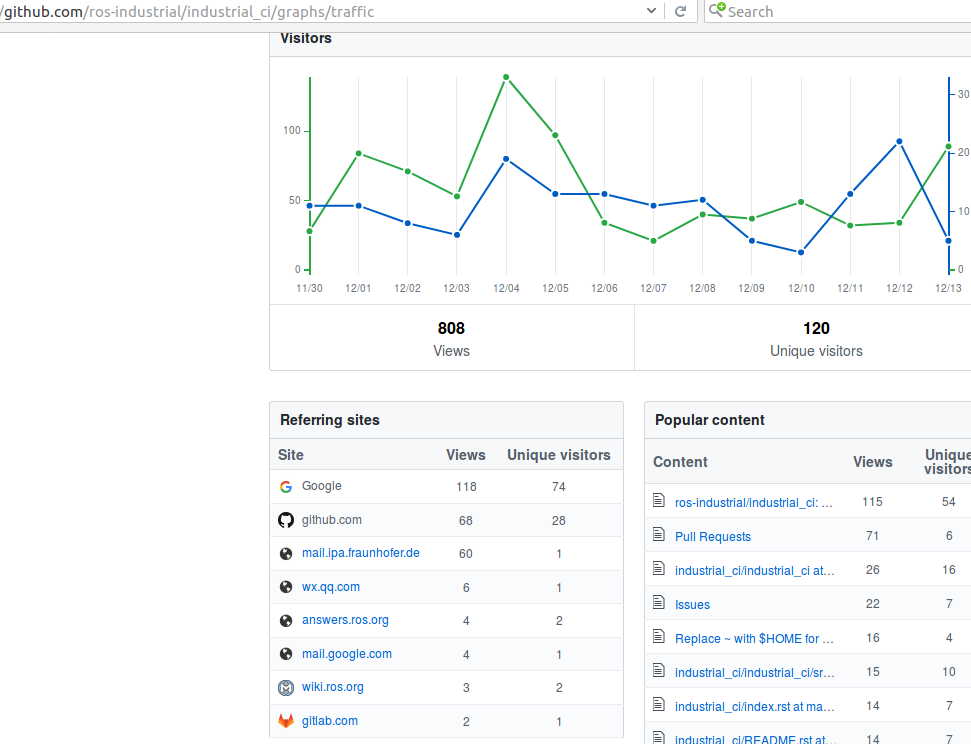 /github.com/ros-industrial/industrial_ci/graphs/traffic Search
Visitors
100
50
0
30
20
10
0
11/30 12/01 12/02 12/03 12/04 12/05 12/06 12/07 12/08 12/09 12/10 12/11 12/12 12/13
808 120
Views Unique visitors
Referring sites
Site Views Unique visitors
Google 118 74
github.com 68 28
mail.ipa.fraunhofer.de 60 1
wx.qq.com 6 1
answers.ros.org 4 2
mail.google.com 4 1
wiki.ros.org 3 2
gitlab.com 2 1
Popular content
Content Views Unique
visitors
ros-industrial/industrial_ci: ... 115 54
Pull Requests 71 6
industrial_ci/industrial_ci at... 26 16
Issues 22 7
Replace ~ with $HOME for ... 16 4
industrial_ci/industrial_ci/sr... 15 10
industrial_ci/index.rst at ma... 14 7
industrial_ci/README.rst at... 14 7